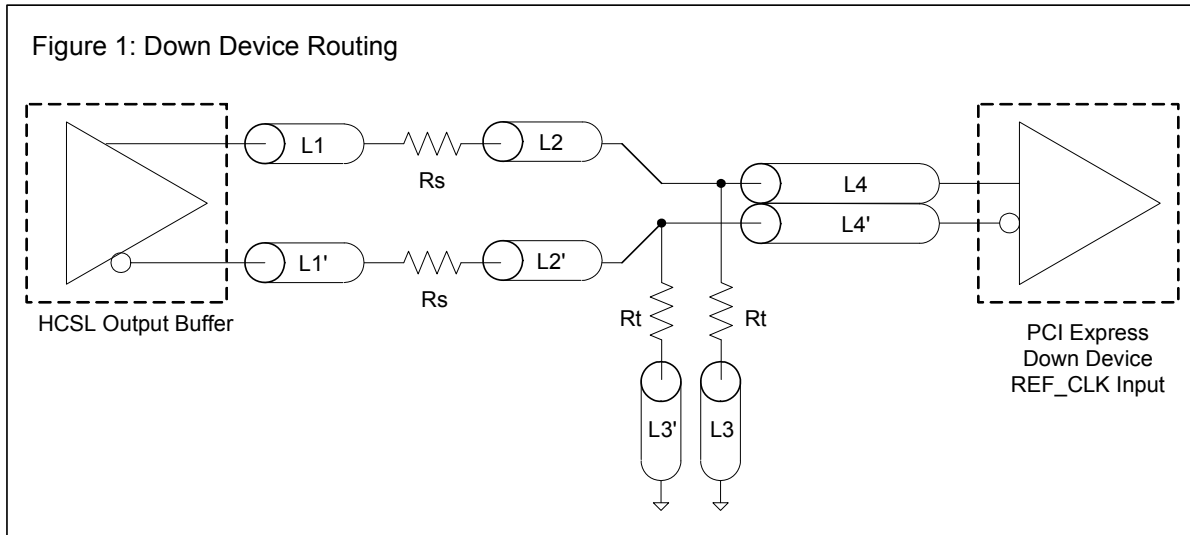 Figure 1: Down Device Routing
L1
Rs
L2
L4
L4'
L1'
Rs
L2'
HCSL Output Buffer
Rt
Rt
L3'
L3
PCI Express
Down Device
REF_CLK Input